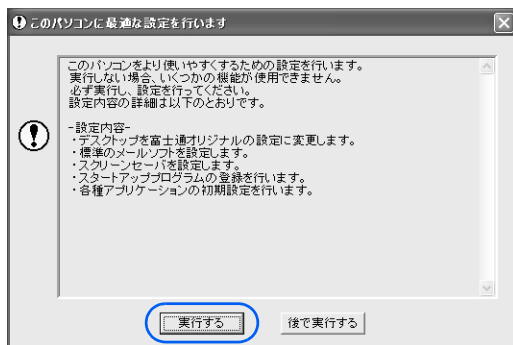 このパソコンに最適な設定を行います
このパソコンをより使いやすくするための設定を行います。
実行しない場合、いくつかの機能が使用できません。
必ず実行し、設定を行ってください。
設定内容の詳細は以下のとおりです。
-設定内容-
・デスクトップを富士通オリジナルの設定に変更します。
・標準のメールソフトを設定します。
・スクリーンセーバを設定します。
・スタートアッププログラムの登録を行います。
・各種アプリケーションの初期設定を行います。
実行する
後で実行する